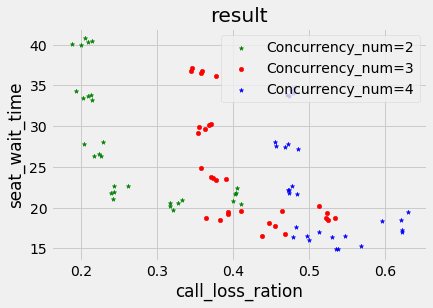 result
Concurrency_num=2
Concurrency_num=3
Concurrency_num=4
seat_wait_time
40
35
30
25
20
15
0.2
0.3
0.4
0.5
0.6
call_loss_ration